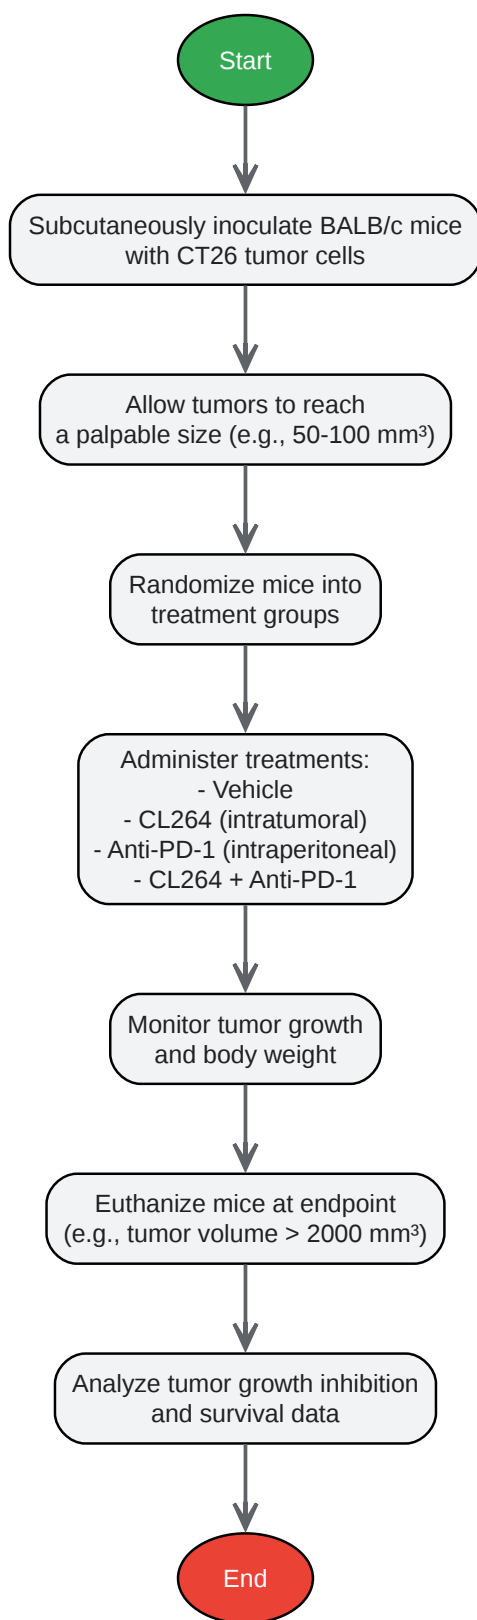 Start
Subcutaneously inoculate BALB/c mice
with CT26 tumor cells
Allow tumors to reach
a palpable size (e.g., 50-100 mm³)
Randomize mice into
treatment groups
Administer treatments:
- Vehicle
- CL264 (intratumoral)
- Anti-PD-1 (intraperitoneal)
- CL264 + Anti-PD-1
Monitor tumor growth
and body weight
Euthanize mice at endpoint
(e.g., tumor volume > 2000 mm³)
Analyze tumor growth inhibition
and survival data
End